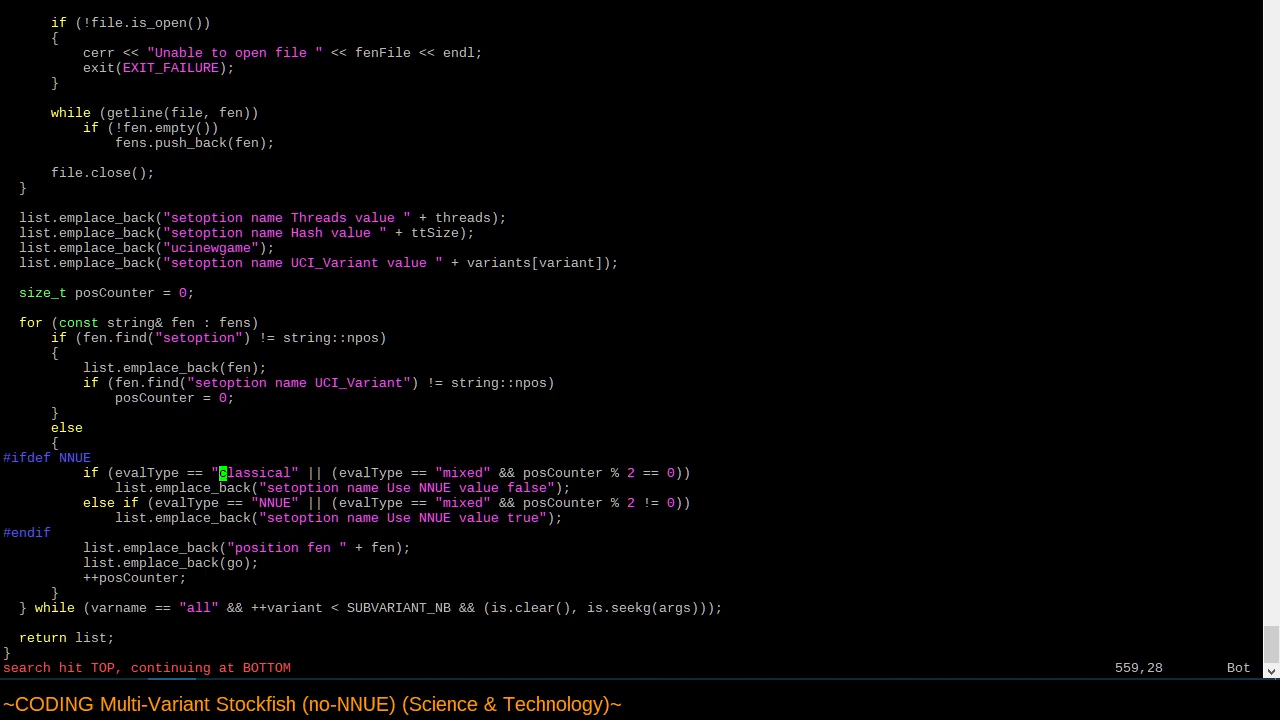 if (!file.is_open())
{
cerr << "Unable to open file " << fenFile << endl;
exit(EXIT_FAILURE);
}
while (getline(file, fen))
if (!fen.empty())
fens.push_back(fen);
file.close();
}
list.emplace_back("setoption name Threads value " + threads);
list.emplace_back("setoption name Hash value " + ttSize);
list.emplace_back("ucinewgame");
list.emplace_back("setoption name UCI_Variant value " + variants[variant]);
size_t posCounter = 0;
for (const string& fen : fens)
if (fen.find("setoption") != string::npos)
{
list.emplace_back(fen);
if (fen.find("setoption name UCI_Variant") != string::npos)
posCounter = 0;
}
else
{
#ifdef NNUE
if (evalType == "classical" || (evalType == "mixed" && posCounter % 2 == 0))
list.emplace_back("setoption name Use NNUE value false");
else if (evalType == "NNUE" || (evalType == "mixed" && posCounter % 2 != 0))
list.emplace_back("setoption name Use NNUE value true");
#endif
list.emplace_back("position fen " + fen);
list.emplace_back(go);
++posCounter;
}
} while (varname == "all" && ++variant < SUBVARIANT_NB && (is.clear(), is.seekg(args)));
return list;
}
search hit TOP, continuing at BOTTOM 559,28 Bot
~CODING Multi-Variant Stockfish (no-NNUE) (Science & Technology)~